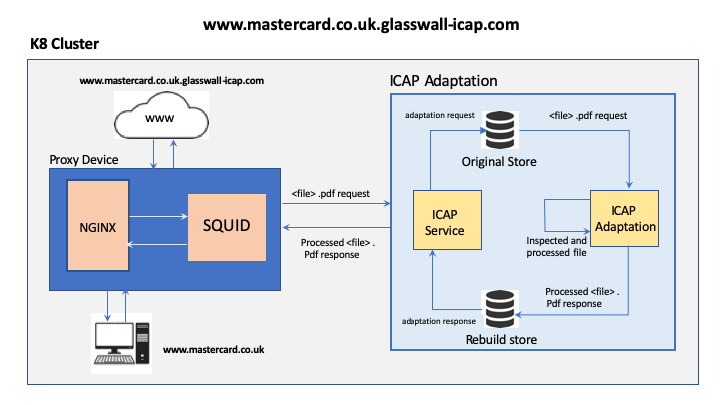 www.mastercard.co.uk.glasswall-icap.com
K8 Cluster
www.mastercard.co.uk.glasswall-icap.com
www
Proxy Device
NGINX
SQUID
www.mastercard.co.uk
<file> .pdf request
Processed <file> .
Pdf response
ICAP Adaptation
adaptation request
<file> .pdf request
Original Store
ICAP
Service
ICAP
Adaptation
Inspected and
processed file
Processed <file> .
Pdf response
adaptation response
Rebuild store